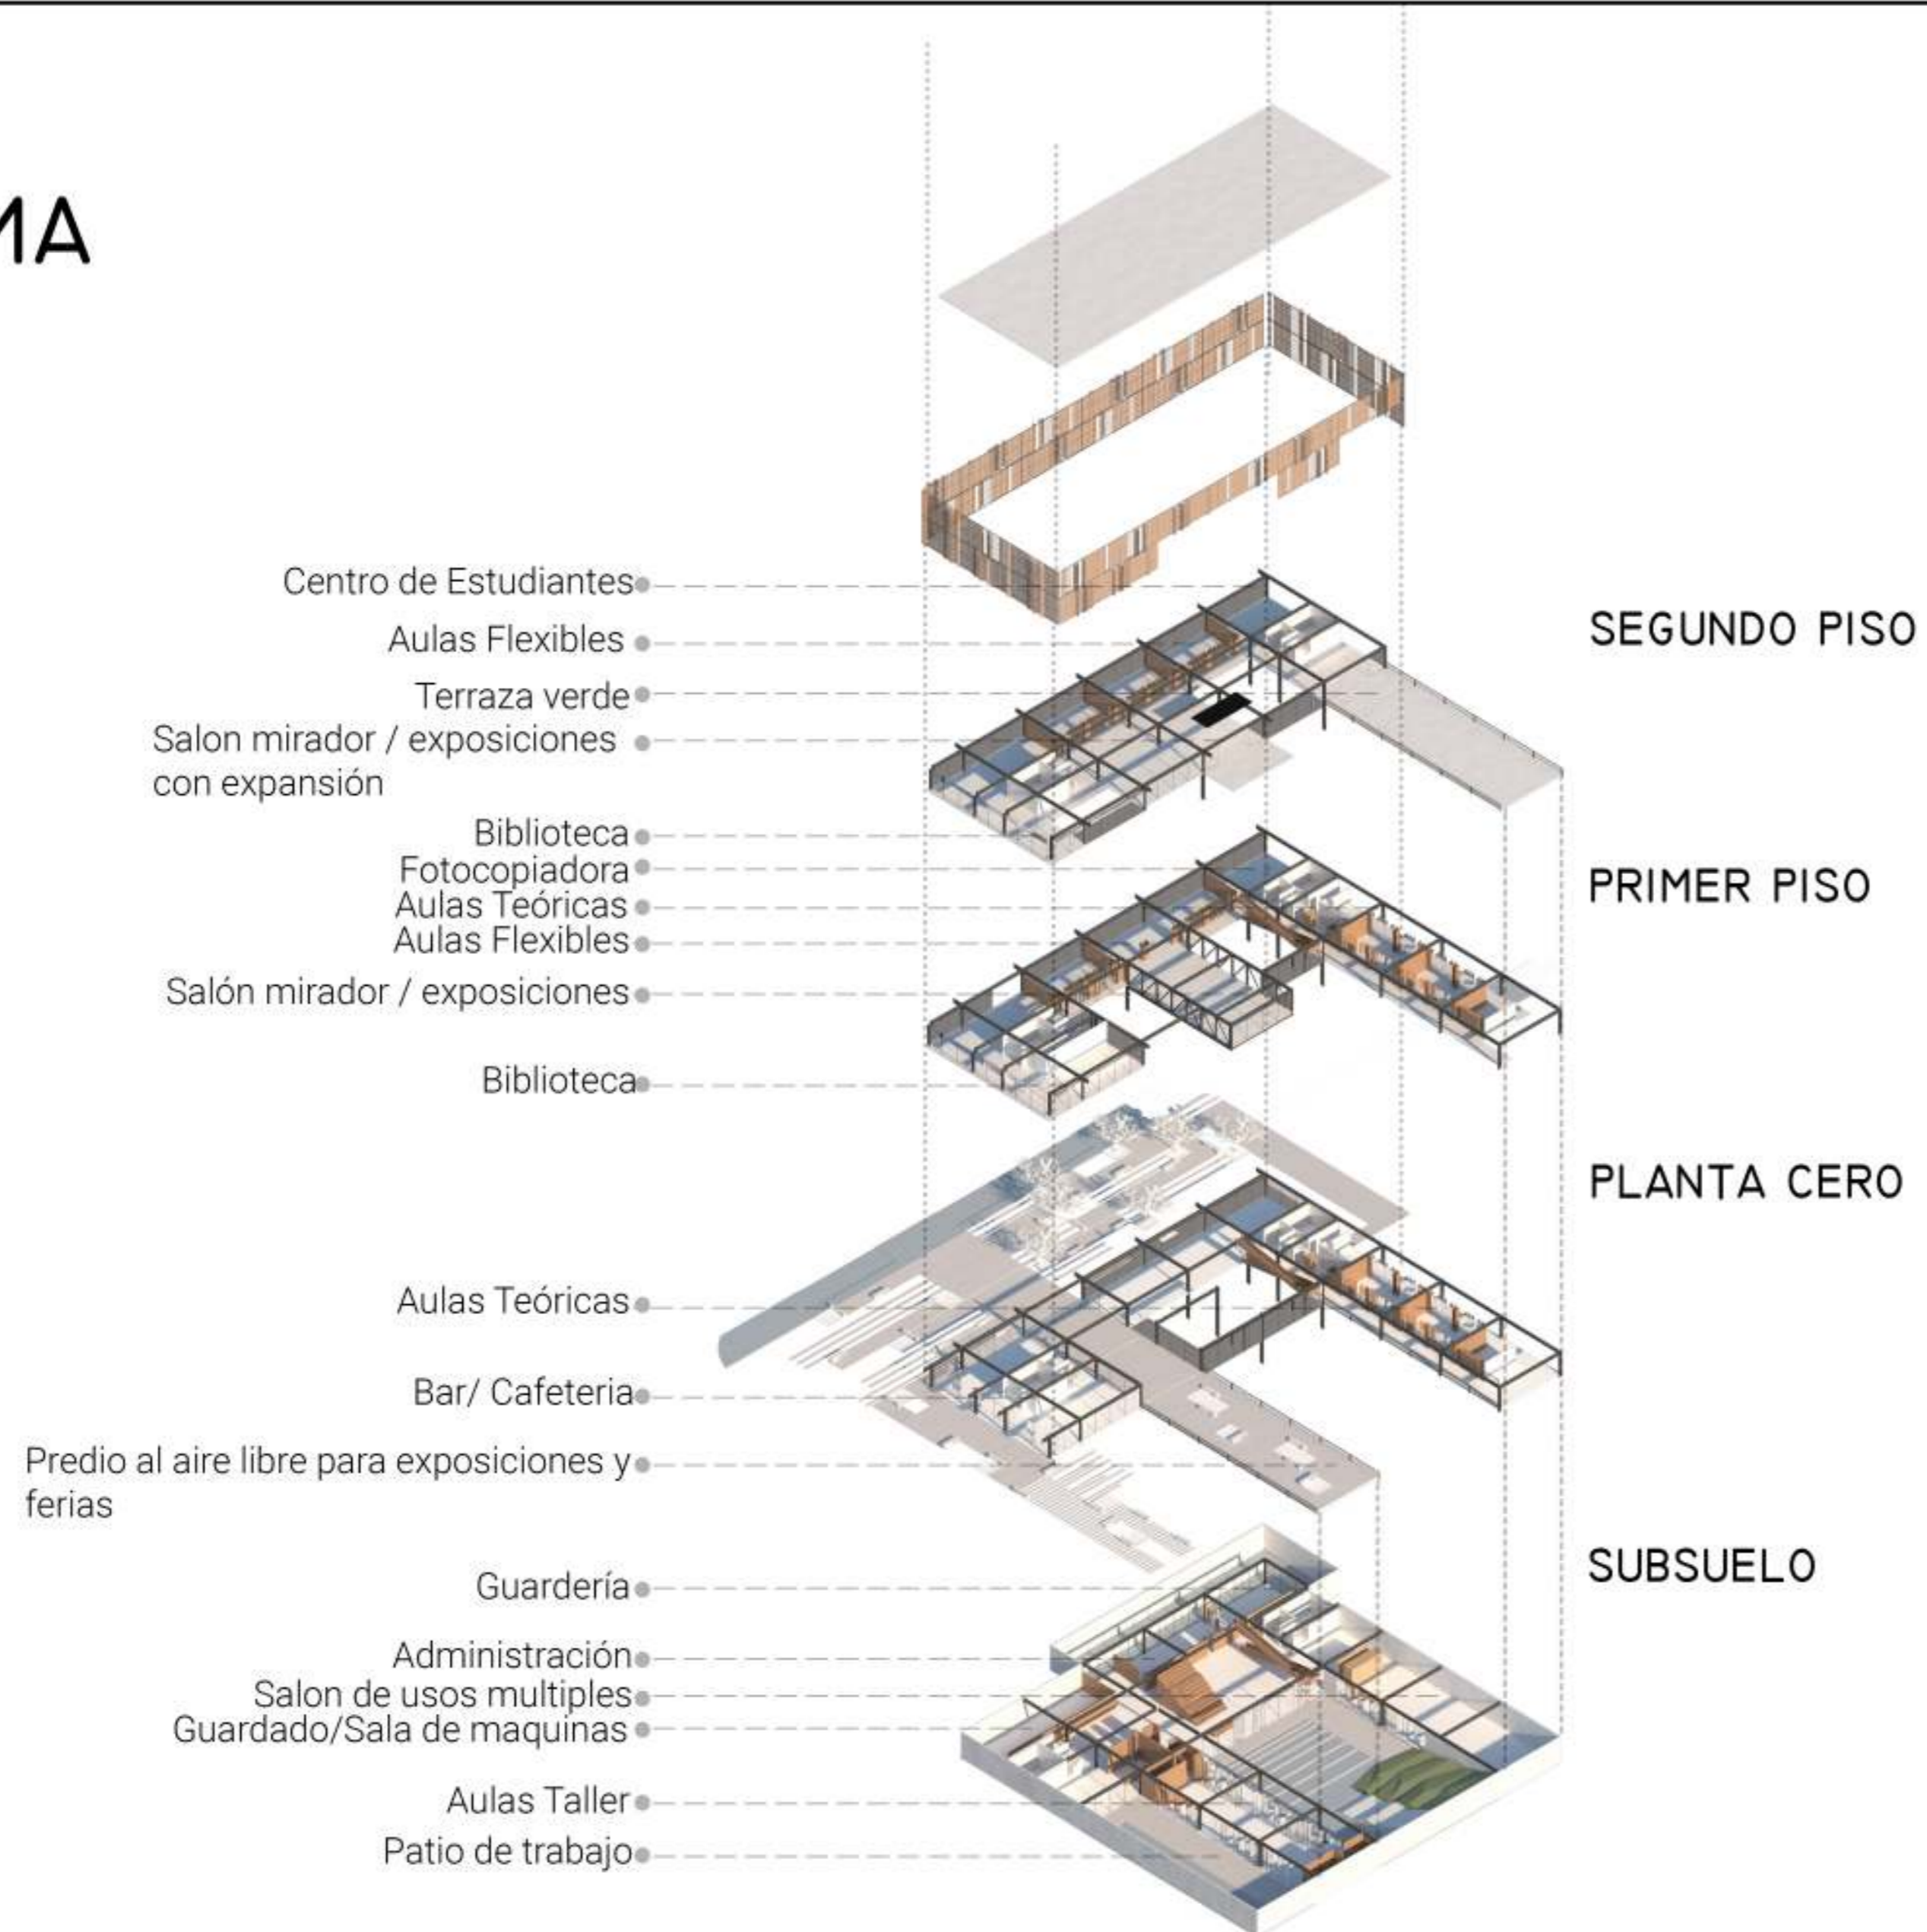 MA
Centro de Estudiantes
Aulas Flexibles
Terraza verde
Salon mirador / exposiciones
con expansión
Biblioteca
Fotocopiadora
Aulas Teóricas
Aulas Flexibles
Salón mirador / exposiciones
Biblioteca
Aulas Teóricas
Bar/ Cafeteria
Predio al aire libre para exposiciones y
ferias
Guardería
Administración
Salon de usos multiples
Guardado/Sala de maquinas
Aulas Taller
Patio de trabajo
SEGUNDO PISO
PRIMER PISO
PLANTA CERO
SUBSUELO